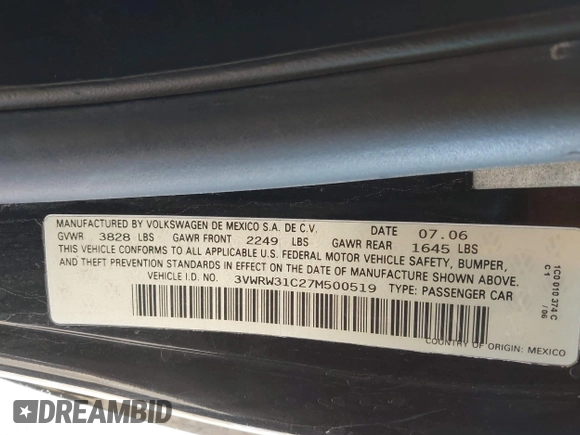 MANUFACTURED BY VOLKSWAGEN DE MEXICO S.A. DE C.V. DATE 07.06
GVWR 3828 LBS GAWR FRONT 2249 LBS GAWR REAR 1645 LBS
THIS VEHICLE CONFORMS TO ALL APPLICABLE U.S. FEDERAL MOTOR VEHICLE SAFETY, BUMPER,
AND THEFT PREVENTION STANDARDS IN EFFECT ON THE DATE OF MANUFACTURE SHOWN ABOVE.
VEHICLE I.D. NO. 3VWRW31C27M500519 TYPE: PASSENGER CAR
COUNTRY OF ORIGIN: MEXICO
1C0 010 374 C
C1 /06
DREAMBID